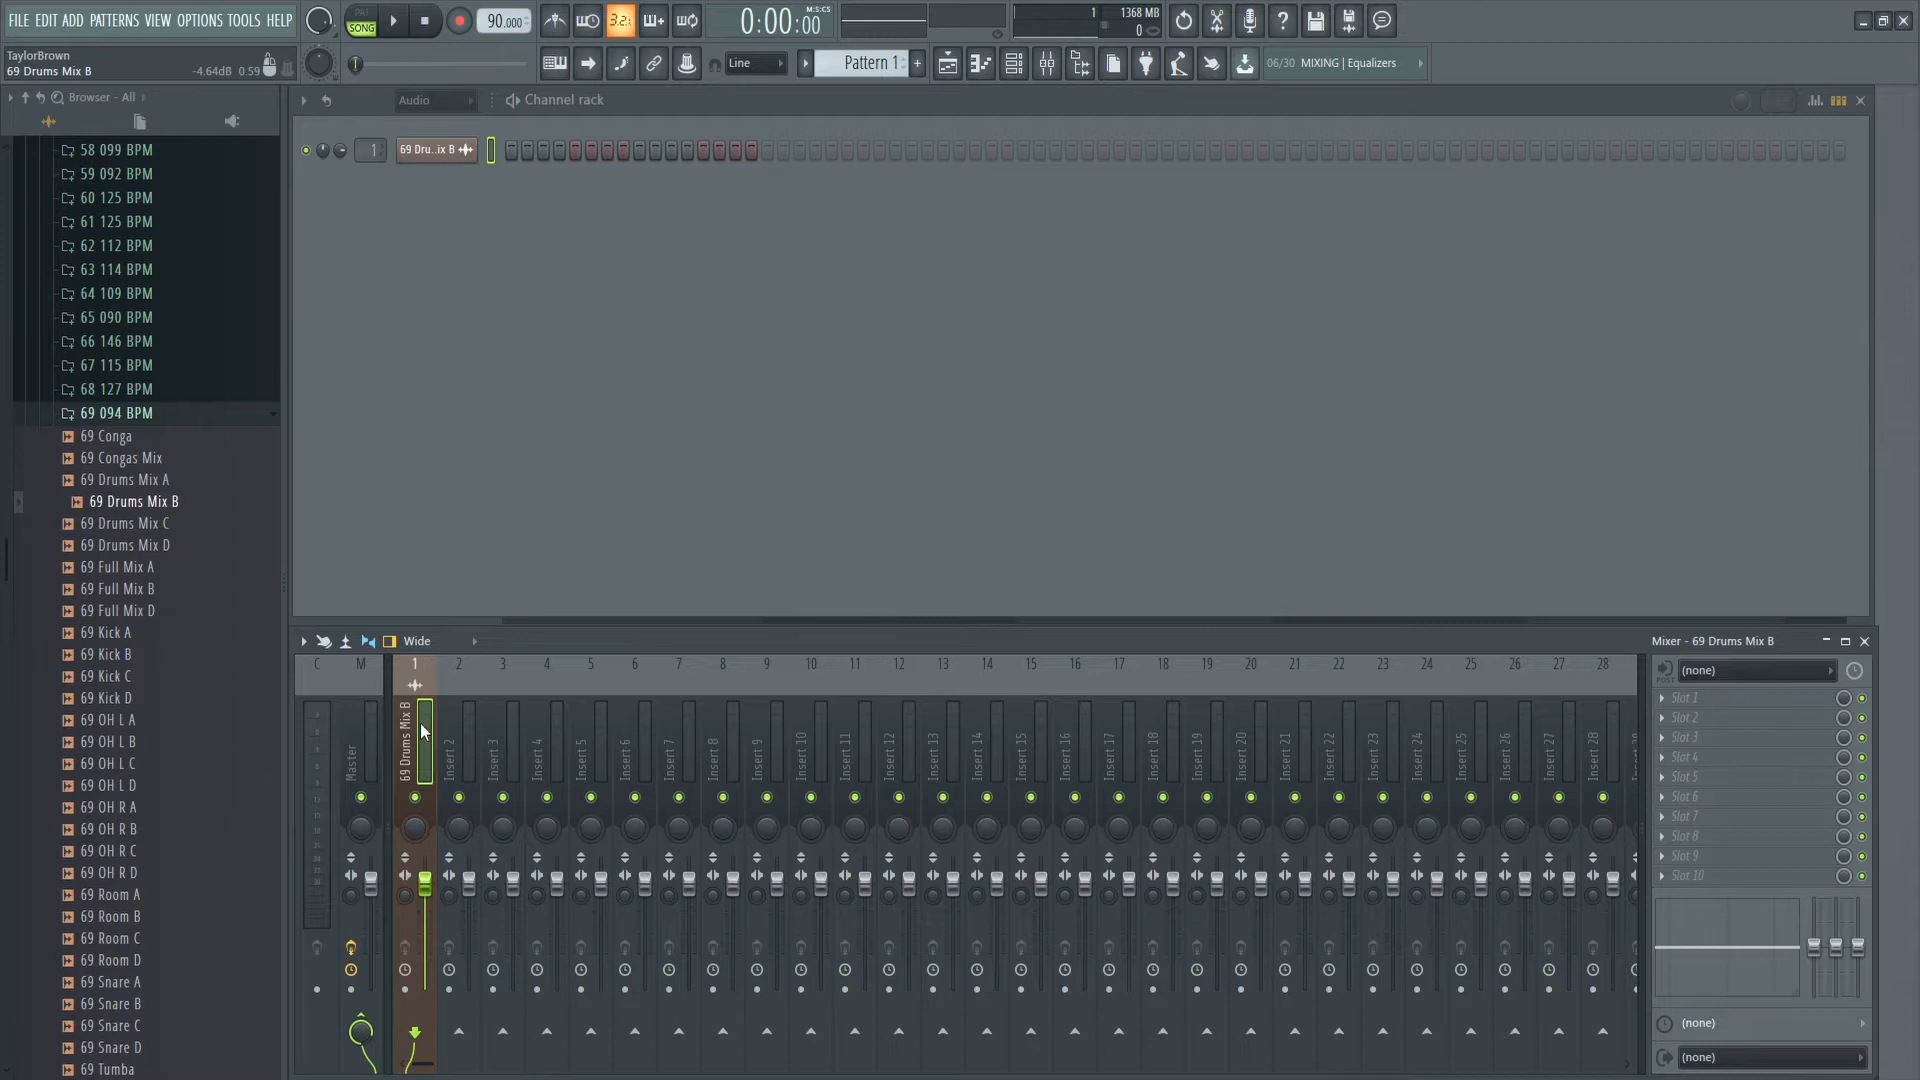 FILE EDIT ADD PATTERNS VIEW OPTIONS TOOLS HELP
PAT
SONG
90.000
3.2.
0:00:00
M:S:CS
1
1368 MB
0
TaylorBrown
69 Drums Mix B
-4.64dB 0.59
Line
Pattern 1
+
06/30 MIXING | Equalizers
Browser - All
Audio
Channel rack
1
69 Dru..ix B
58 099 BPM
59 092 BPM
60 125 BPM
61 125 BPM
62 112 BPM
63 114 BPM
64 109 BPM
65 090 BPM
66 146 BPM
67 115 BPM
68 127 BPM
69 094 BPM
69 Conga
69 Congas Mix
69 Drums Mix A
69 Drums Mix B
69 Drums Mix C
69 Drums Mix D
69 Full Mix A
69 Full Mix B
69 Full Mix D
69 Kick A
69 Kick B
69 Kick C
69 Kick D
69 OH L A
69 OH L B
69 OH L C
69 OH L D
69 OH R A
69 OH R B
69 OH R C
69 OH R D
69 Room A
69 Room B
69 Room C
69 Room D
69 Snare A
69 Snare B
69 Snare C
69 Snare D
69 Tumba
Wide
C M 1 2 3 4 5 6 7 8 9 10 11 12 13 14 15 16 17 18 19 20 21 22 23 24 25 26 27 28
Master
69 Drums Mix B
Insert 2
Insert 3
Insert 4
Insert 5
Insert 6
Insert 7
Insert 8
Insert 9
Insert 10
Insert 11
Insert 12
Insert 13
Insert 14
Insert 15
Insert 16
Insert 17
Insert 18
Insert 19
Insert 20
Insert 21
Insert 22
Insert 23
Insert 24
Insert 25
Insert 26
Insert 27
Insert 28
Mixer - 69 Drums Mix B
POST
(none)
Slot 1
Slot 2
Slot 3
Slot 4
Slot 5
Slot 6
Slot 7
Slot 8
Slot 9
Slot 10
(none)
(none)